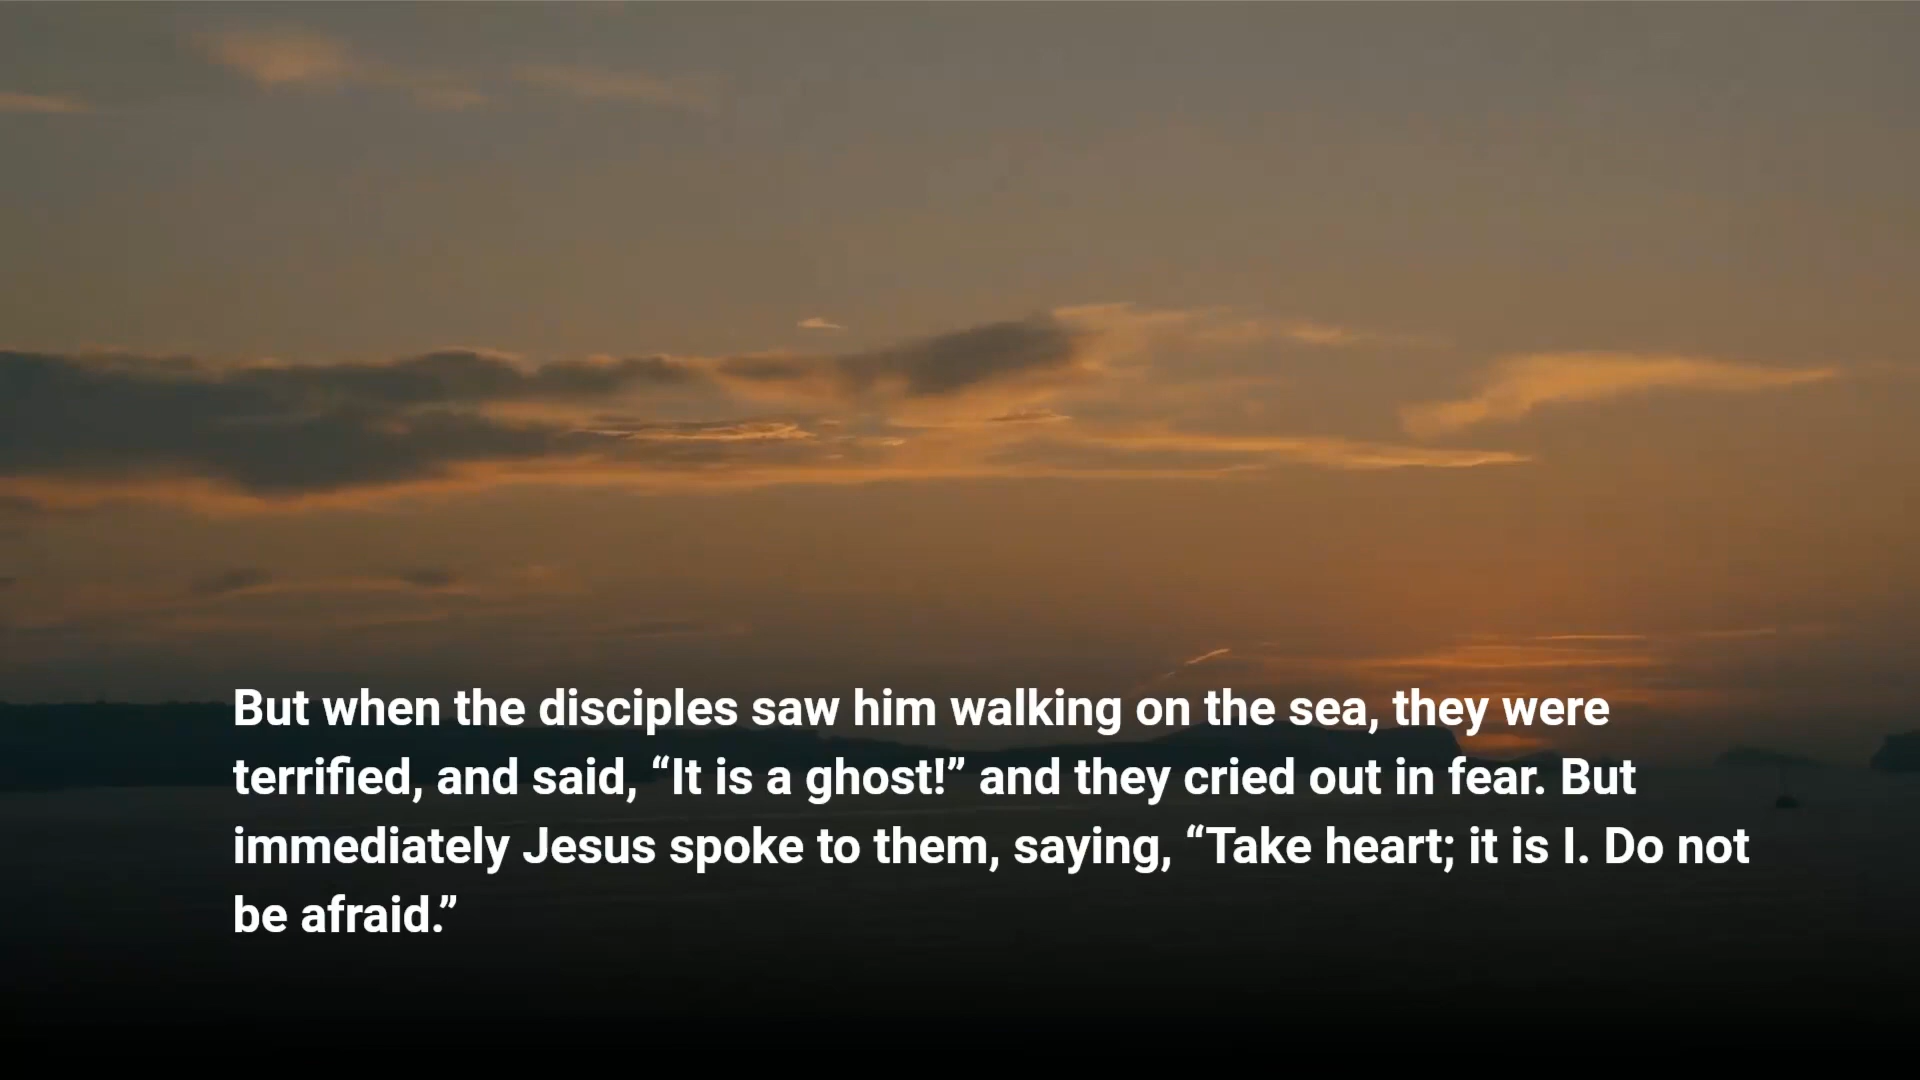 But when the disciples saw him walking on the sea, they were
terrified, and said, “It is a ghost!” and they cried out in fear. But
immediately Jesus spoke to them, saying, “Take heart; it is I. Do not
be afraid.”